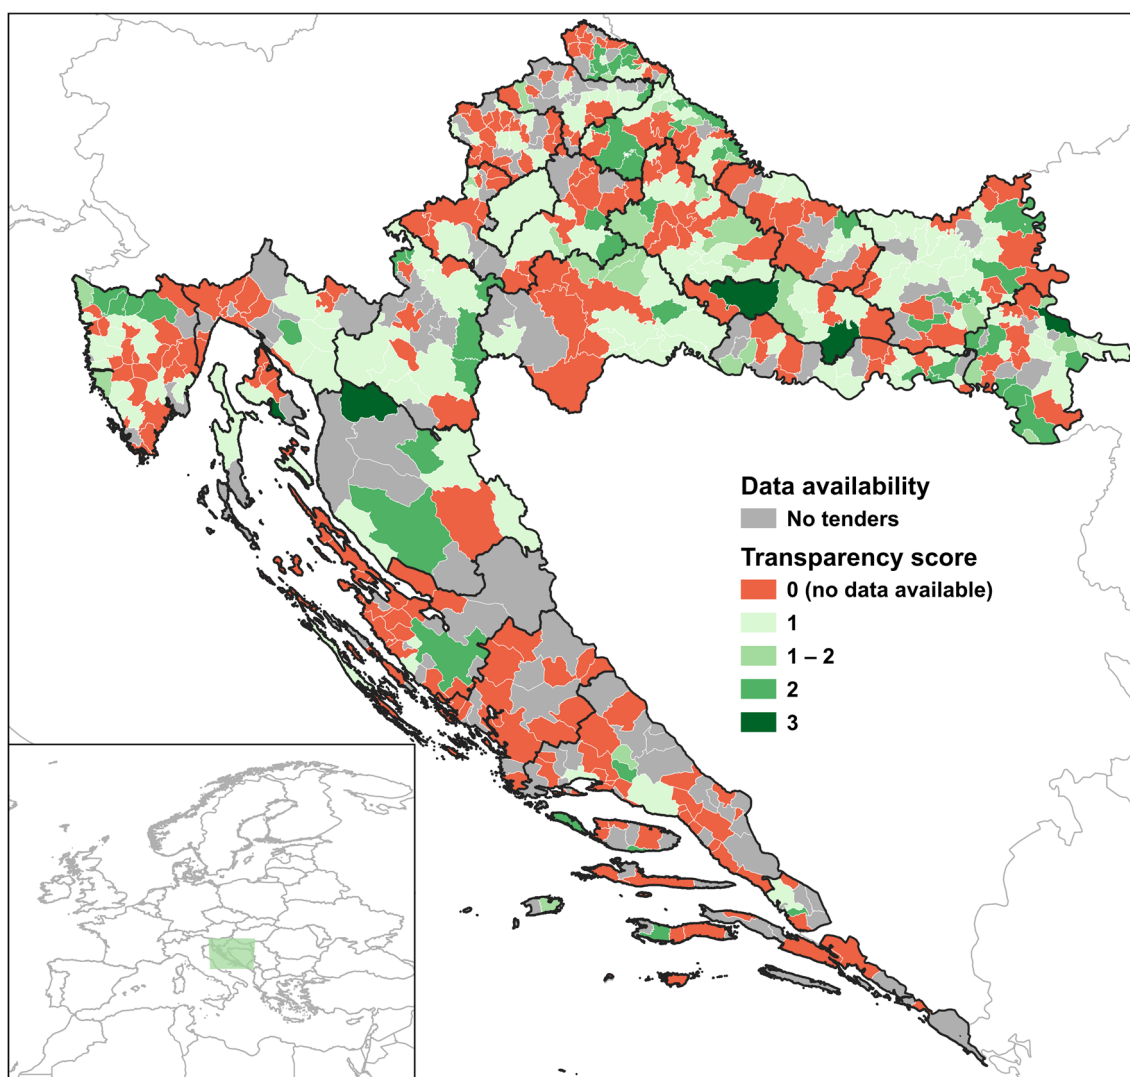 Data availability
No tenders
Transparency score
0 (no data available)
1
1 – 2
2
3